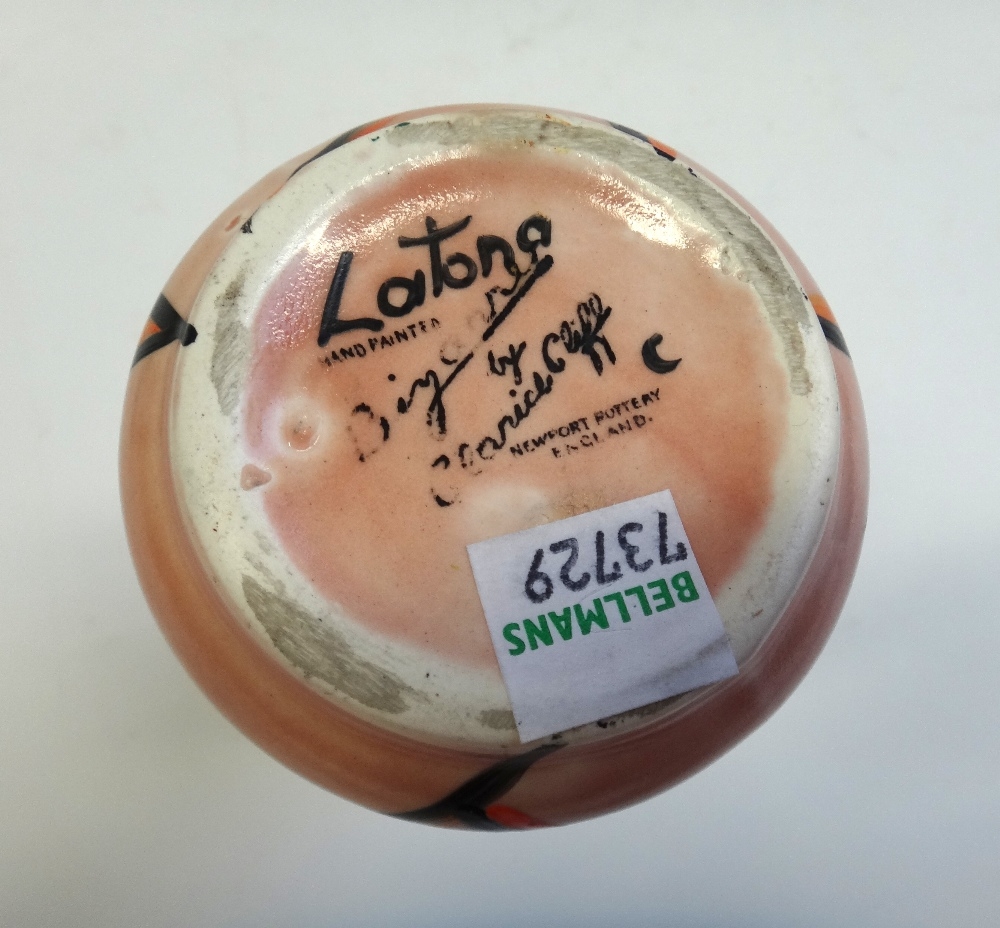 Latona
HAND PAINTED
Bizarre
by
Clarice Cliff
NEWPORT POTTERY
ENGLAND.
BELLMANS
73729